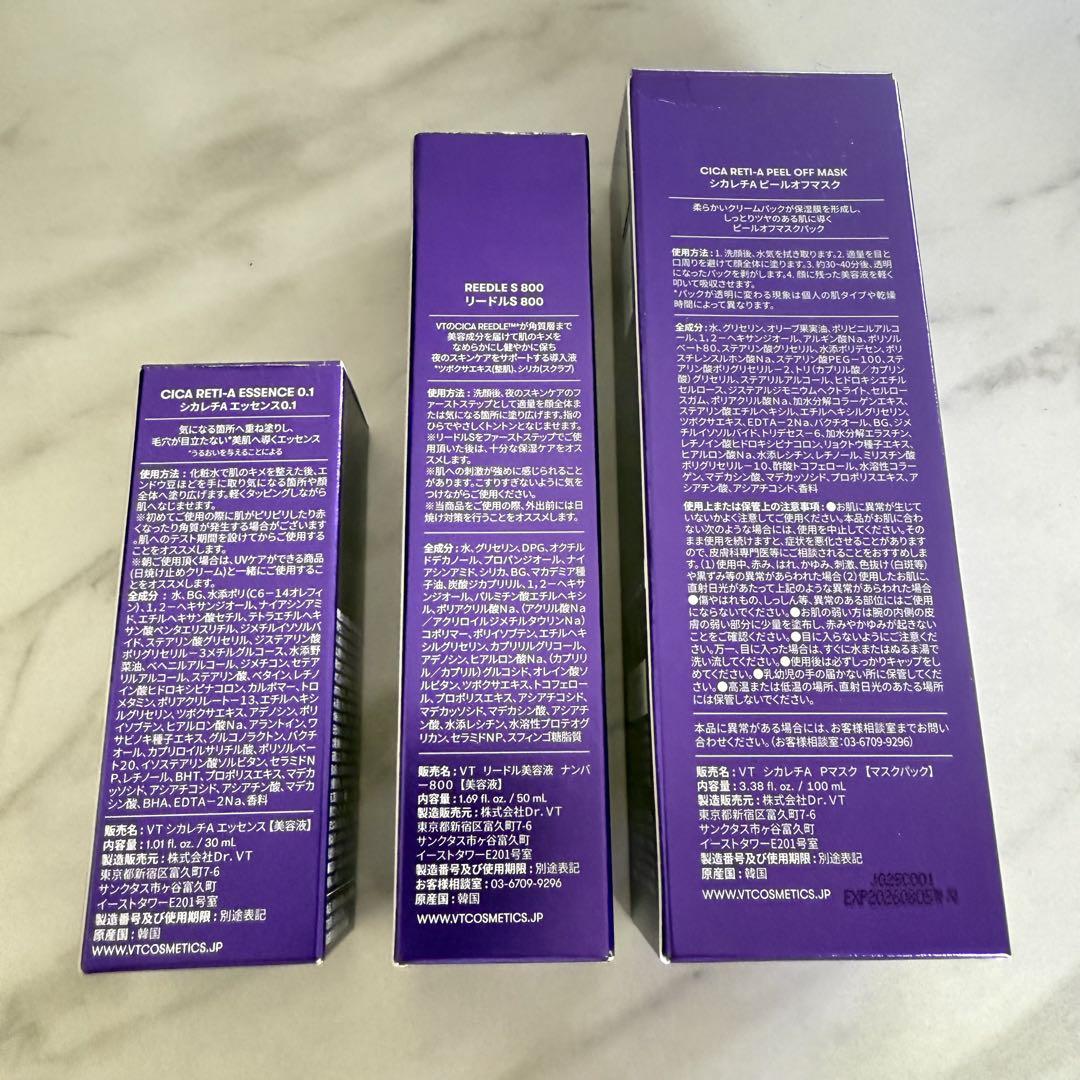 CICA RETI-A ESSENCE 0.1
シカレチA エッセンス0.1
気になる箇所へ重ね塗りし、
毛穴が目立たない*美肌へ導くエッセンス
*うるおいを与えることによる
使用方法：化粧水で肌のキメを整えた後、エ
ンドウ豆ほどを手に取り気になる箇所や顔
全体へ塗り広げます。軽くタッピングしながら
肌へなじませます。
※初めてご使用の際に肌がピリピリしたり赤
くなったり角質が発生する場合がございます
。肌へのテスト期間を設けてからご使用する
ことをオススメします。
※朝ご使用頂く場合は、UVケアができる商品
(日焼け止めクリーム)と一緒にご使用するこ
とをオススメします。
全成分：水、BG、水添ポリ(C6-14オレフィ
ン)、1,2-ヘキサンジオール、ナイアシンアミ
ド、エチルヘキサン酸セチル、テトラエチルヘキ
サン酸ペンタエリスリチル、ジメチルイソソルバイ
ド、ステアリン酸グリセリル、ジステアリン酸
ポリグリセリル-3メチルグルコース、水添野
菜油、ベヘニルアルコール、ジメチコン、セテア
リルアルコール、ステアリン酸、ベタイン、レチノ
イン酸ヒドロキシピナコロン、カルボマー、トロ
メタミン、ポリアクリレート-13、エチルヘキシ
ルグリセリン、ツボクサエキス、アデノシン、ポリ
イソブテン、ヒアルロン酸Na、アラントイン、ワ
サビノキ種子エキス、グルコノラクトン、バクチ
オール、カプリロイルサリチル酸、ポリソルベー
ト20、イソステアリン酸ソルビタン、セラミドN
P、レチノール、BHT、プロポリスエキス、マデカ
ッソシド、アシアチコシド、アシアチン酸、マデカ
シン酸、BHA、EDTA-2Na、香料
販売名：VT シカレチA エッセンス【美容液】
内容量：1.01 fl. oz. / 30 mL
製造販売元：株式会社Dr. VT
東京都新宿区富久町7-6
サンクタス市ヶ谷富久町
イーストタワーE201号室
製造番号及び使用期限：別途表記
原産国：韓国
WWW.VTCOSMETICS.JP
REEDLE S 800
リードルS 800
VTのCICA REEDLE™*が角質層まで
美容成分を届けて肌のキメを
なめらかにし健やかに保ち
夜のスキンケアをサポートする導入液
*ツボクサエキス(整肌)、シリカ(スクラブ)
使用方法：洗顔後、夜のスキンケアのフ
ァーストステップとして適量を顔全体
または気になる箇所に塗り広げます。指の
ひらでやさしくトントンとなじませます。
※リードルSをファーストステップでご使
用頂いた後は、十分な保湿ケアをオス
スメします。
※肌への刺激が強めに感じられること
があります。こすりすぎないように気を
つけながらご使用ください。
※当商品をご使用の際、外出前には日
焼け対策を行うことをオススメします。
全成分：水、グリセリン、DPG、オクチル
ドデカノール、プロパンジオール、ナイ
アシンアミド、シリカ、BG、マカデミア種
子油、炭酸ジカプリリル、1,2-ヘキサ
ンジオール、パルミチン酸エチルヘキシ
ル、ポリアクリル酸Na、(アクリル酸Na
/アクリロイルジメチルタウリンNa)
コポリマー、ポリイソブテン、エチルヘキ
シルグリセリン、カプリリルグリコール、
アデノシン、ヒアルロン酸Na、(カプリリ
ル/カプリル)グルコシド、オレイン酸ソ
ルビタン、ツボクサエキス、トコフェロー
ル、プロポリスエキス、アシアチコシド、
マデカッソシド、マデカシン酸、アシアチ
ン酸、水添レシチン、水溶性プロテオグ
リカン、セラミドNP、スフィンゴ糖脂質
販売名：VT リードル美容液 ナンバ
ー800【美容液】
内容量：1.69 fl. oz. / 50 mL
製造販売元：株式会社Dr. VT
東京都新宿区富久町7-6
サンクタス市ヶ谷富久町
イーストタワーE201号室
製造番号及び使用期限：別途表記
お客様相談室：03-6709-9296
原産国：韓国
WWW.VTCOSMETICS.JP
CICA RETI-A PEEL OFF MASK
シカレチA ピールオフマスク
柔らかいクリームパックが保湿膜を形成し、
しっとりツヤのある肌に導く
ピールオフマスクパック
使用方法：1. 洗顔後、水気を拭き取ります。2. 適量を目と
口周りを避けて顔全体に塗ります。3. 約30~40分後、透明
になったパックを剥がします。4. 顔に残った美容液を軽く
叩いて吸収させます。
*パックが透明に変わる現象は個人の肌タイプや乾燥
時間によって異なります。
全成分：水、グリセリン、オリーブ果実油、ポリビニルアルコ
ール、1,2-ヘキサンジオール、アルギン酸Na、ポリソル
ベート80、ステアリン酸グリセリル、水添ポリデセン、ポリ
スチレンスルホン酸Na、ステアリン酸PEG-100、ステア
リン酸ポリグリセリル-2、トリ(カプリル酸/カプリン
酸)グリセリル、ステアリルアルコール、ヒドロキシエチル
セルロース、ジステアルジモニウムヘクトライト、セルロー
スガム、ポリアクリル酸Na、加水分解コラーゲンエキス、
ステアリン酸エチルヘキシル、エチルヘキシルグリセリン、
ツボクサエキス、EDTA-2Na、バクチオール、BG、ジメ
チルイソソルバイド、トリデセス-6、加水分解エラスチン、
レチノイン酸ヒドロキシピナコロン、リョクトウ種子エキス、
ヒアルロン酸Na、水添レシチン、レチノール、ミリスチン酸
ポリグリセリル-10、酢酸トコフェロール、水溶性コラー
ゲン、マデカシン酸、マデカッソシド、プロポリスエキス、ア
シアチン酸、アシアチコシド、香料
使用上または保管上の注意事項：●お肌に異常が生じて
いないかよく注意してご使用ください。本品がお肌に合わ
ない次のような場合には、使用を中止してください。その
まま使用を続けますと、症状を悪化させることがあります
ので、皮膚科専門医等にご相談されることをおすすめしま
す。(1)使用中、赤み、はれ、かゆみ、刺激、色抜け(白斑等)
や黒ずみ等の異常があらわれた場合(2)使用したお肌に、
直射日光があたって上記のような異常があらわれた場合
●傷やはれもの、しっしん等、異常のある部位にはご使用
にならないでください。●お肌の弱い方は腕の内側の皮
膚の弱い部分に少量を塗布し、赤みやかゆみが起きない
ことをご確認ください。●目に入らないようにご注意くださ
い。万一、目に入った場合は、すぐに水またはぬるま湯で
洗い流してください。●使用後は必ずしっかりキャップをし
めてください。●乳幼児の手の届かない所に保管してくだ
さい。●高温または低温の場所、直射日光のあたる場所
には保管しないでください。
本品に異常がある場合には、お客様相談室までお問い
合わせください。(お客様相談室：03-6709-9296)
販売名：VT シカレチA Pマスク【マスクパック】
内容量：3.38 fl. oz. / 100 mL
製造販売元：株式会社Dr. VT
東京都新宿区富久町7-6
サンクタス市ヶ谷富久町
イーストタワーE201号室
製造番号及び使用期限：別途表記
原産国：韓国
WWW.VTCOSMETICS.JP
JG25C001